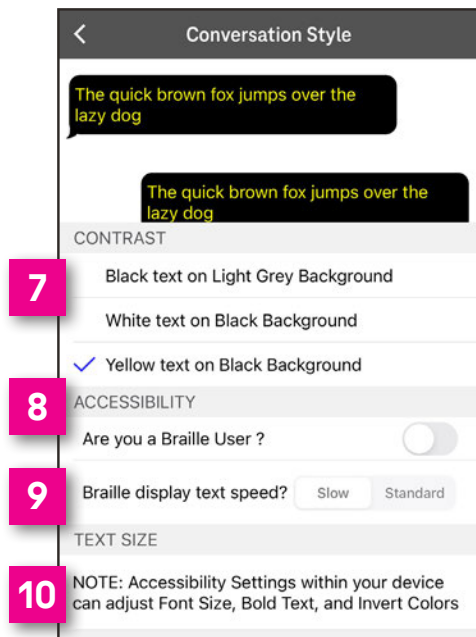 Conversation Style
The quick brown fox jumps over the
lazy dog
The quick brown fox jumps over the
lazy dog
CONTRAST
7
Black text on Light Grey Background
White text on Black Background
Yellow text on Black Background
8
ACCESSIBILITY
Are you a Braille User ?
9
Braille display text speed? Slow Standard
TEXT SIZE
10
NOTE: Accessibility Settings within your device
can adjust Font Size, Bold Text, and Invert Colors